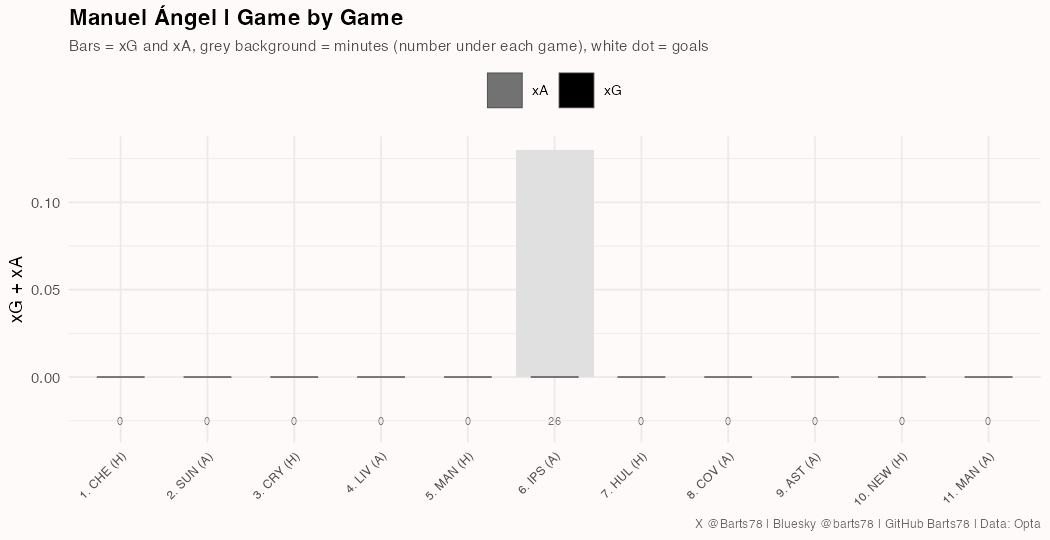 Manuel Ángel | Game by Game
Bars = xG and xA, grey background = minutes (number under each game), white dot = goals
xA xG
xG + xA
0.10
0.05
0.00
0 0 0 0 0 26 0 0 0 0 0
1. CHE (H) 2. SUN (A) 3. CRY (H) 4. LIV (A) 5. MAN (H) 6. IPS (A) 7. HUL (H) 8. COV (A) 9. AST (A) 10. NEW (H) 11. MAN (A)
X @Barts78 | Bluesky @barts78 | GitHub Barts78 | Data: Opta